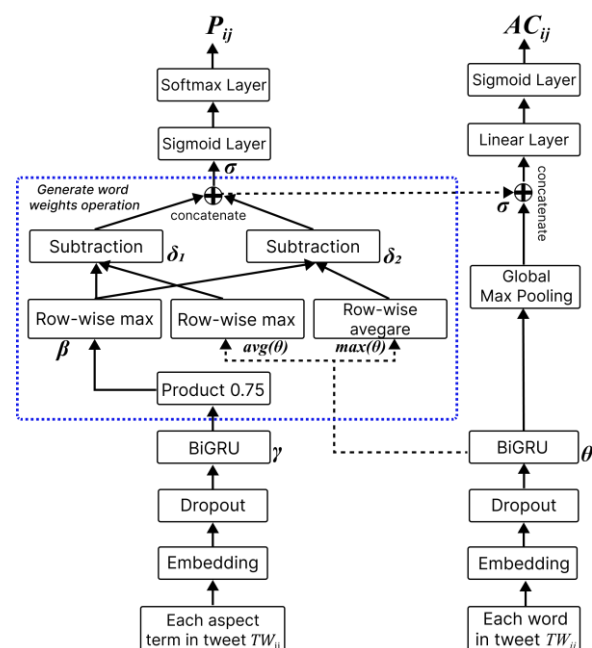 P_ij
AC_ij
Softmax Layer
Sigmoid Layer
Sigmoid Layer
Linear Layer
σ
Generate word
weights operation
concatenate
σ
concatenate
Subtraction
δ₁
Subtraction
δ₂
Global
Max Pooling
Row-wise max
Row-wise max
Row-wise
avegare
β
avg(θ)
max(θ)
Product 0.75
BiGRU
γ
BiGRU
θ
Dropout
Dropout
Embedding
Embedding
Each aspect
term in tweet TW_ij
Each word
in tweet TW_ij